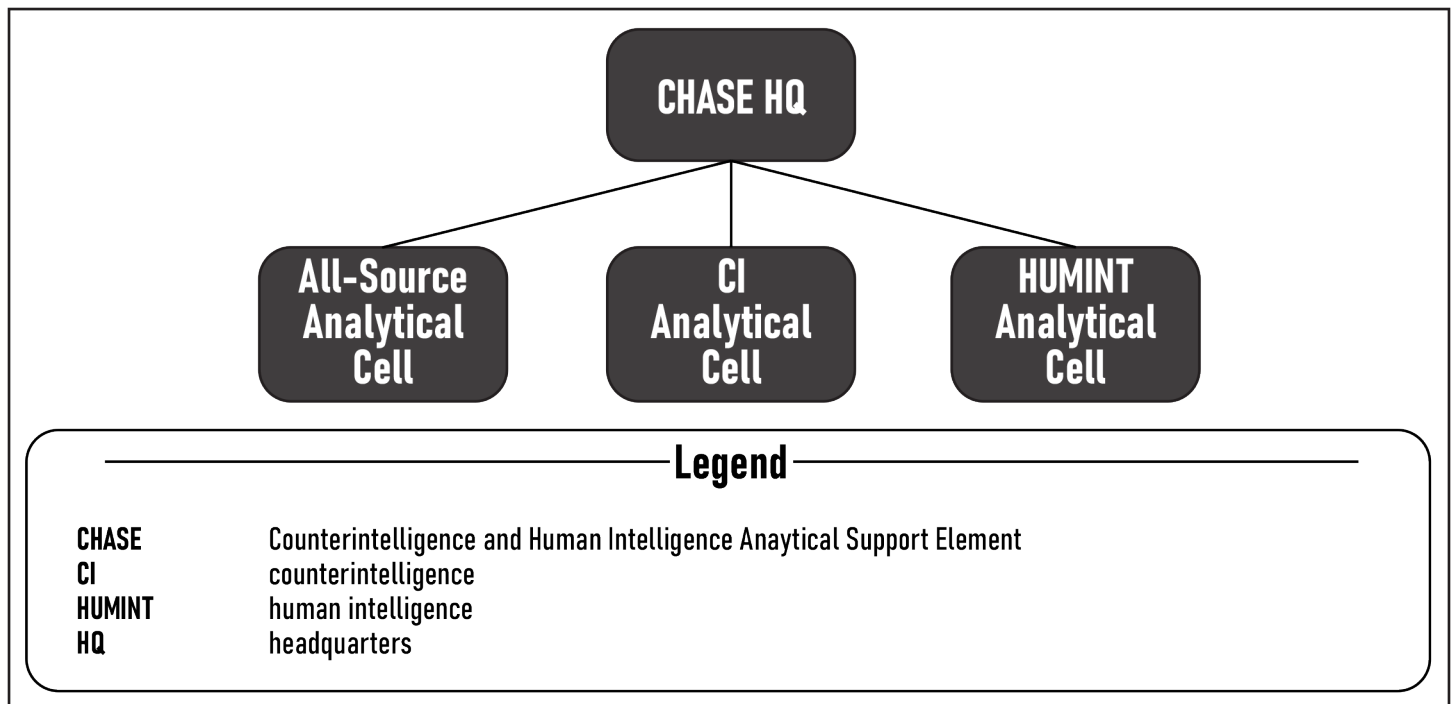 CHASE HQ
All-Source
Analytical
Cell
CI
Analytical
Cell
HUMINT
Analytical
Cell
Legend
CHASE Counterintelligence and Human Intelligence Anaytical Support Element
CI counterintelligence
HUMINT human intelligence
HQ headquarters